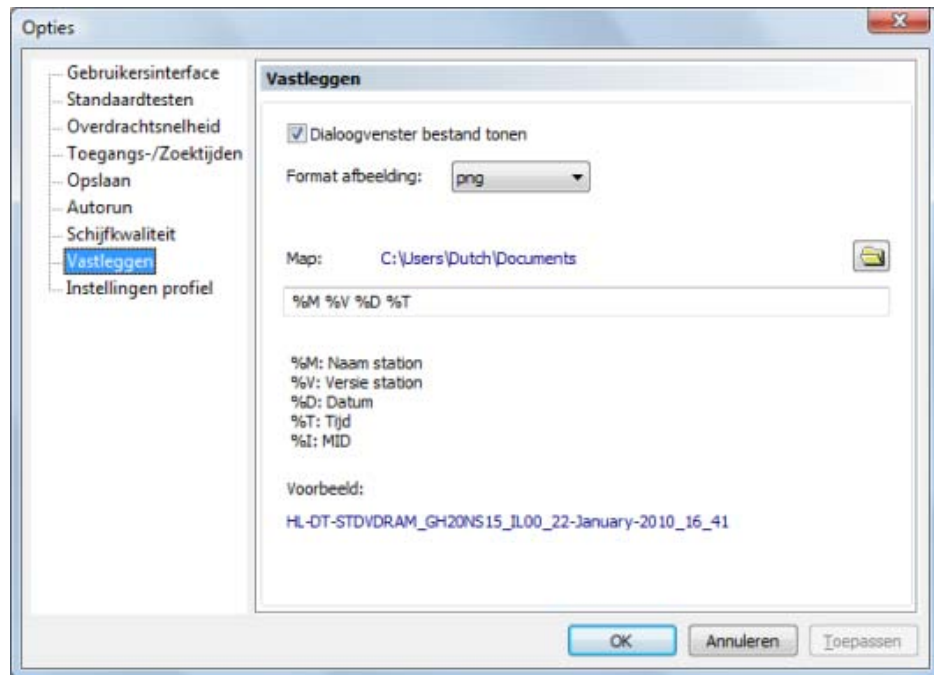 Opties
Gebruikersinterface
Standaardtesten
Overdrachtsnelheid
Toegangs-/Zoektijden
Opslaan
Autorun
Schijfkwaliteit
Vastleggen
Instellingen profiel
Vastleggen
Dialoogvenster bestand tonen
Format afbeelding: png
Map: C:\Users\Dutch\Documents
%M %V %D %T
%M: Naam station
%V: Versie station
%D: Datum
%T: Tijd
%I: MID
Voorbeeld:
HL-DT-STDVDRAM_GH20NS15_IL00_22-January-2010_16_41
OK Annuleren Toepassen